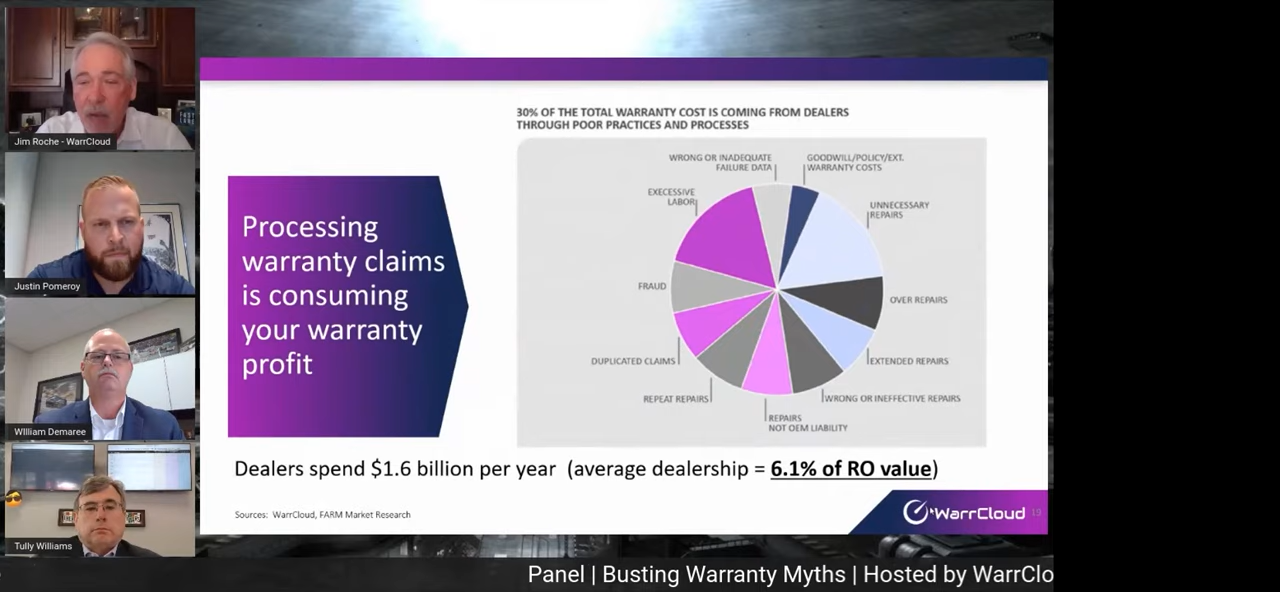 Jim Roche - WarrCloud
Justin Pomeroy
WIlliam Demaree
Tully Williams
30% OF THE TOTAL WARRANTY COST IS COMING FROM DEALERS
THROUGH POOR PRACTICES AND PROCESSES
Processing
warranty claims
is consuming
your warranty
profit
WRONG OR INADEQUATE
FAILURE DATA
GOODWILL/POLICY/EXT.
WARRANTY COSTS
EXECESSIVE
LABOR
UNNECESSARY
REPAIRS
FRAUD
OVER REPAIRS
DUPLICATED CLAIMS
EXTENDED REPAIRS
REPEAT REPAIRS
WRONG OR INEFFECTIVE REPAIRS
REPAIRS
NOT OEM LIABILITY
Dealers spend $1.6 billion per year (average dealership = 6.1% of RO value)
Sources: WarrCloud, FARM Market Research
WarrCloud 19
Panel | Busting Warranty Myths | Hosted by WarrClo